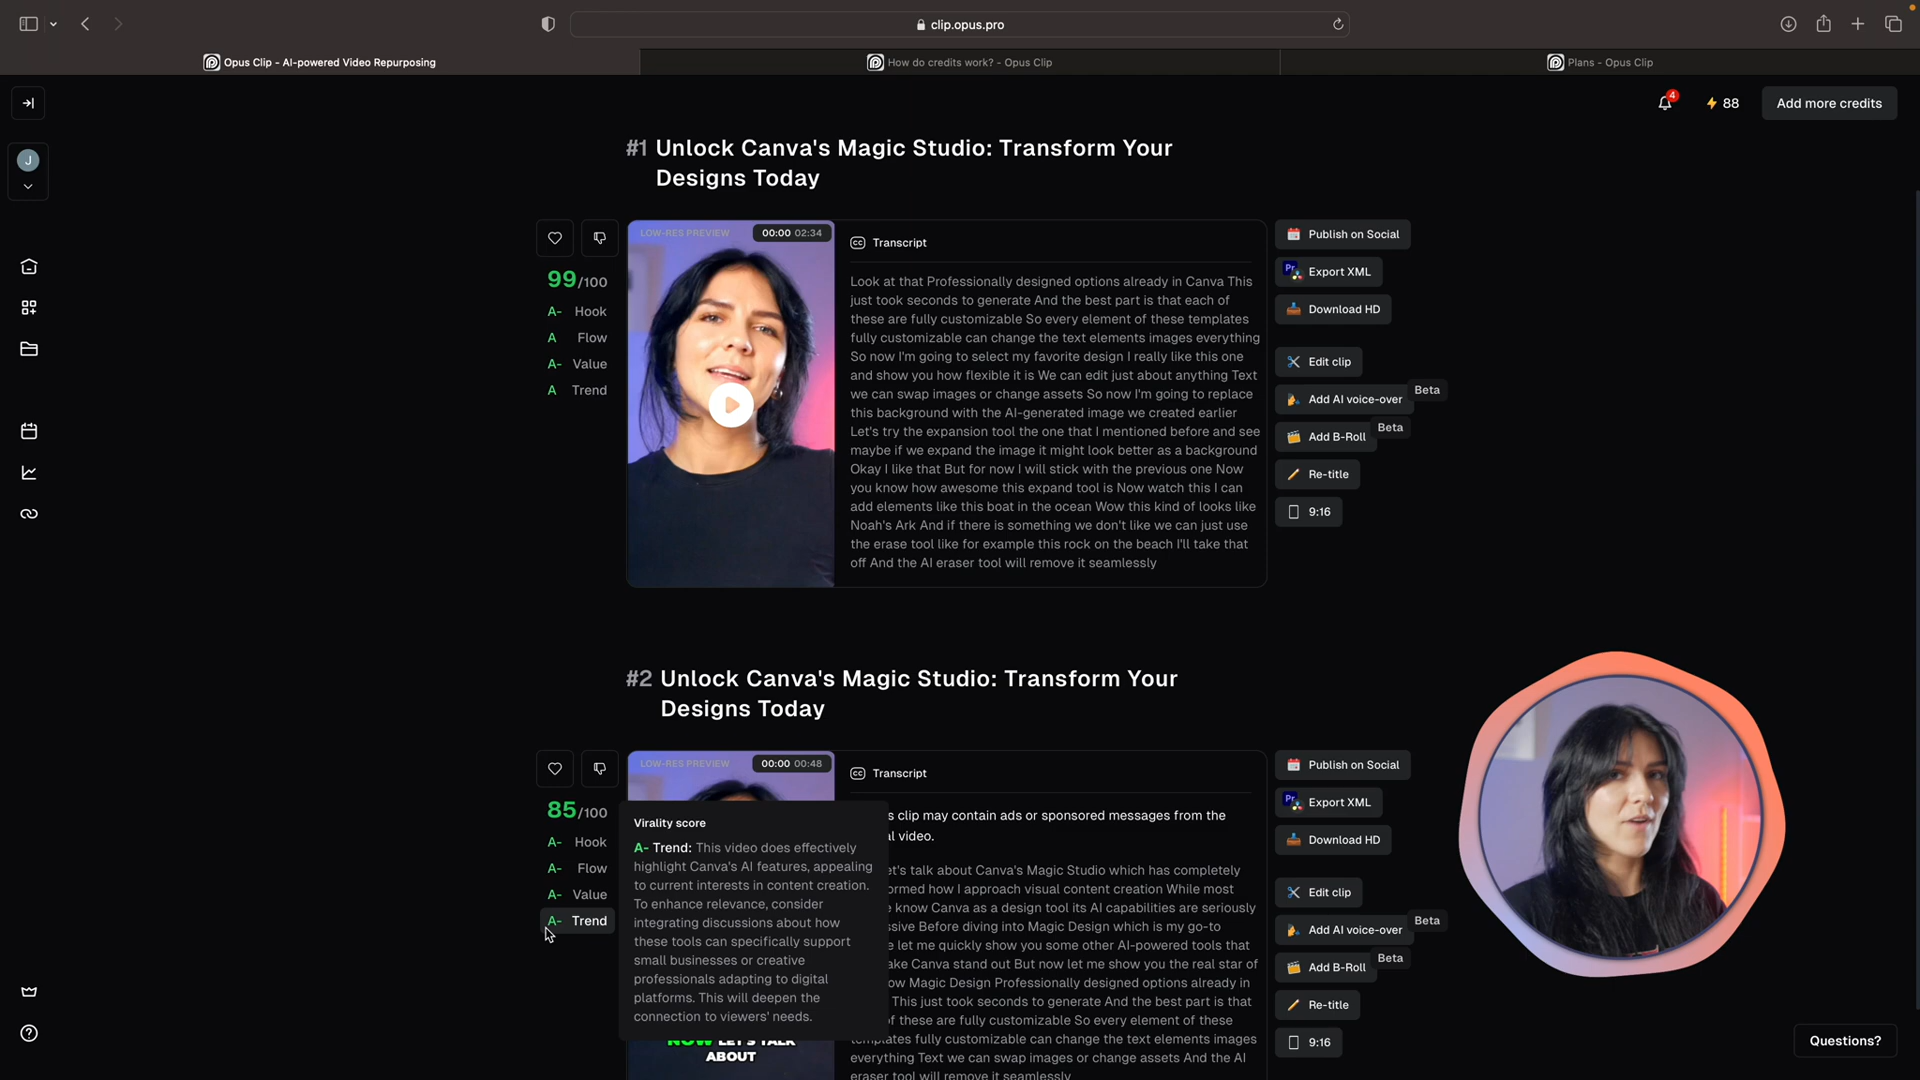 clip.opus.pro
Opus Clip - AI-powered Video Repurposing
How do credits work? - Opus Clip
Plans - Opus Clip
4
88
Add more credits
J
#1 Unlock Canva's Magic Studio: Transform Your
Designs Today
LOW-RES PREVIEW
00:00 02:34
99/100
A- Hook
A Flow
A- Value
A Trend
CC Transcript
Look at that Professionally designed options already in Canva This
just took seconds to generate And the best part is that each of
these are fully customizable So every element of these templates
fully customizable can change the text elements images everything
So now I'm going to select my favorite design I really like this one
and show you how flexible it is We can edit just about anything Text
we can swap images or change assets So now I'm going to replace
this background with the AI-generated image we created earlier
Let's try the expansion tool the one that I mentioned before and see
maybe if we expand the image it might look better as a background
Okay I like that But for now I will stick with the previous one Now
you know how awesome this expand tool is Now watch this I can
add elements like this boat in the ocean Wow this kind of looks like
Noah's Ark And if there is something we don't like we can just use
the erase tool like for example this rock on the beach I'll take that
off And the AI eraser tool will remove it seamlessly
Publish on Social
Pr Export XML
Download HD
Edit clip
Add AI voice-over
Beta
Add B-Roll
Beta
Re-title
9:16
#2 Unlock Canva's Magic Studio: Transform Your
Designs Today
LOW-RES PREVIEW
00:00 00:48
85/100
A- Hook
A- Flow
A- Value
A- Trend
Virality score
A- Trend: This video does effectively
highlight Canva's AI features, appealing
to current interests in content creation.
To enhance relevance, consider
integrating discussions about how
these tools can specifically support
small businesses or creative
professionals adapting to digital
platforms. This will deepen the
connection to viewers' needs.
NOW LET'S TALK
ABOUT
CC Transcript
s clip may contain ads or sponsored messages from the
al video.
et's talk about Canva's Magic Studio which has completely
ormed how I approach visual content creation While most
e know Canva as a design tool its AI capabilities are seriously
ssive Before diving into Magic Design which is my go-to
e let me quickly show you some other AI-powered tools that
ake Canva stand out But now let me show you the real star of
ow Magic Design Professionally designed options already in
This just took seconds to generate And the best part is that
of these are fully customizable So every element of these
templates fully customizable can change the text elements images
everything Text we can swap images or change assets And the AI
eraser tool will remove it seamlessly
Publish on Social
Pr Export XML
Download HD
Edit clip
Add AI voice-over
Beta
Add B-Roll
Beta
Re-title
9:16
Questions?